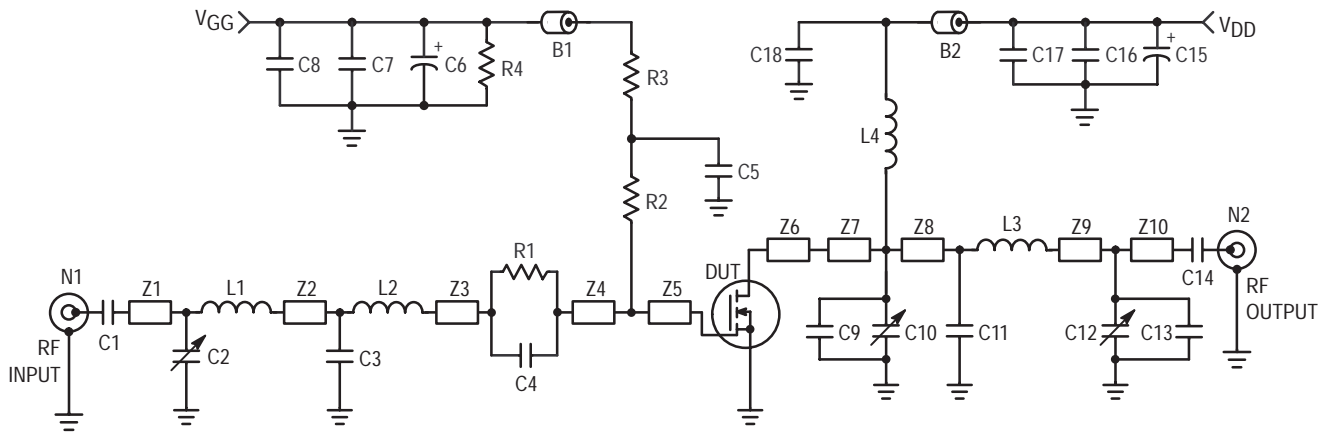 VGG
B1
C8
C7
+
C6
R4
R3
C5
R2
VDD
B2
C18
C17
C16
+
C15
L4
N1
RF
INPUT
C1
Z1
L1
C2
Z2
C3
L2
Z3
R1
C4
Z4
Z5
DUT
Z6
Z7
Z8
L3
Z9
Z10
N2
C14
RF
OUTPUT
C9
C10
C11
C12
C13